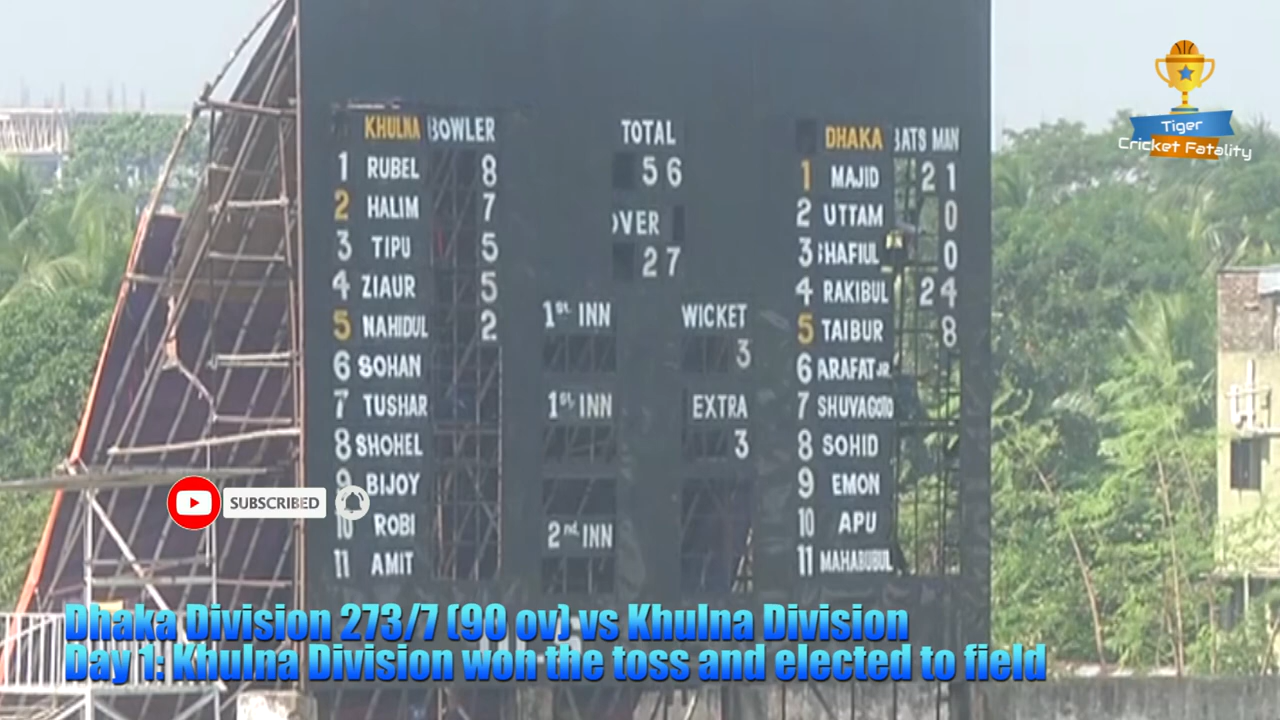 Tiger
Cricket Fatality
KHULNA BOWLER
1 RUBEL 8
2 HALIM 7
3 TIPU 5
4 ZIAUR 5
5 NAHIDUL 2
6 SOHAN
7 TUSHAR
8 SHOHEL
9 BIJOY
10 ROBI
11 AMIT
TOTAL
56
OVER
27
1st. INN
WICKET
3
1st. INN
EXTRA
3
2nd. INN
DHAKA BATS MAN
1 MAJID 21
2 UTTAM 0
3 SHAFIUL 0
4 RAKIBUL 24
5 TAIBUR 8
6 ARAFAT JR.
7 SHUVAGOTO
8 SOHID
9 EMON
10 APU
11 MAHABUBUL
SUBSCRIBED
Dhaka Division 273/7 (90 ov) vs Khulna Division
Day 1: Khulna Division won the toss and elected to field